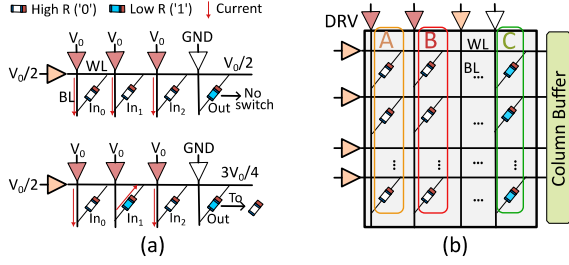 High R ('0') Low R ('1') Current
V0 V0 V0 GND
V0/2 WL V0/2
BL
In0 In1 In2 Out No switch
V0 V0 V0 GND
V0/2 3V0/4
In0 In1 In2 Out To
(a)
DRV
A B WL C
BL
...
...
... ...
...
Column Buffer
(b)